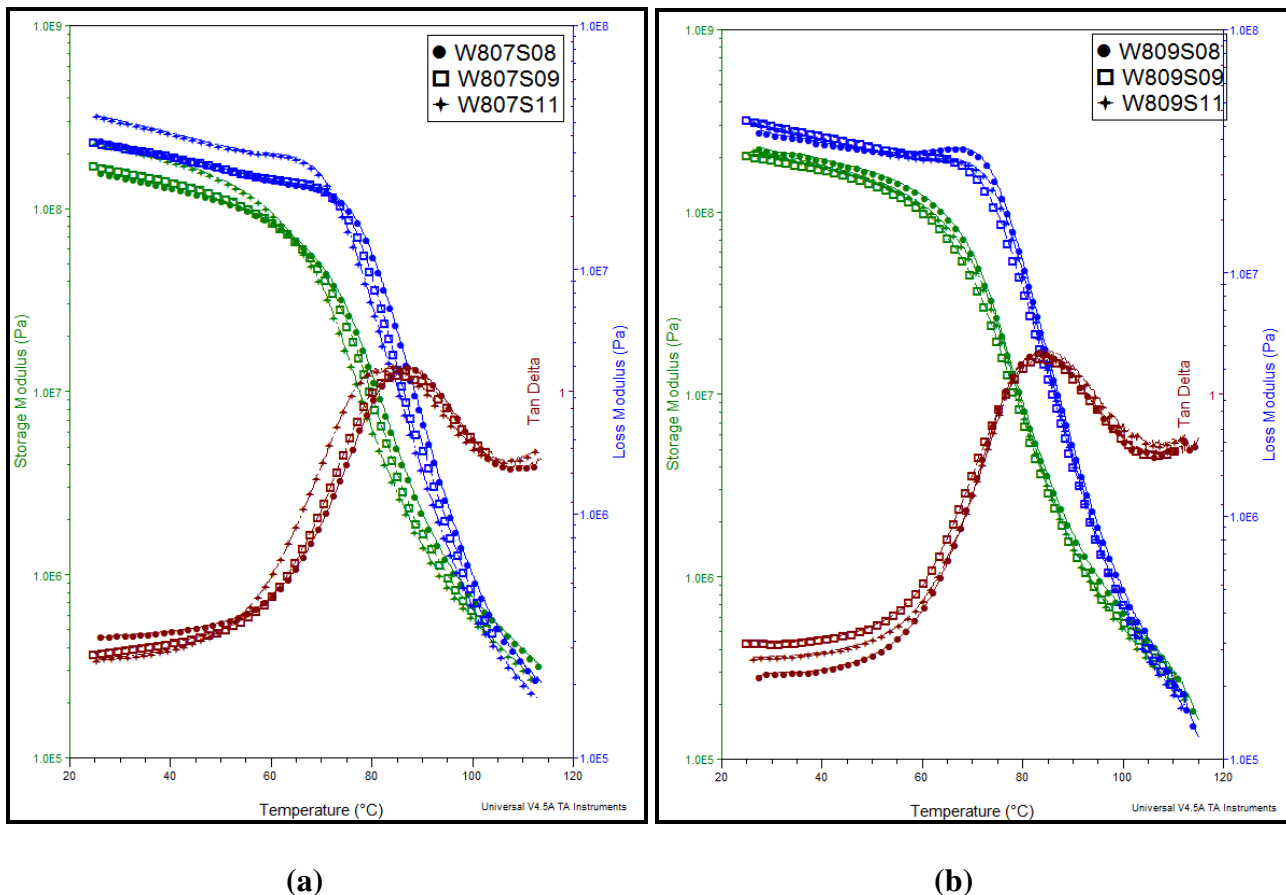 1.0E9
1.0E8
1.0E7
1.0E6
1.0E5
Storage Modulus (Pa)
W807S08
W807S09
W807S11
1.0E8
1.0E7
1.0E6
1.0E5
Loss Modulus (Pa)
1
Tan Delta
20
40
60
80
100
120
Temperature (°C)
Universal V4.5A TA Instruments
(a)
1.0E9
1.0E8
1.0E7
1.0E6
1.0E5
Storage Modulus (Pa)
W809S08
W809S09
W809S11
1.0E8
1.0E7
1.0E6
1.0E5
Loss Modulus (Pa)
1
Tan Delta
20
40
60
80
100
120
Temperature (°C)
Universal V4.5A TA Instruments
(b)